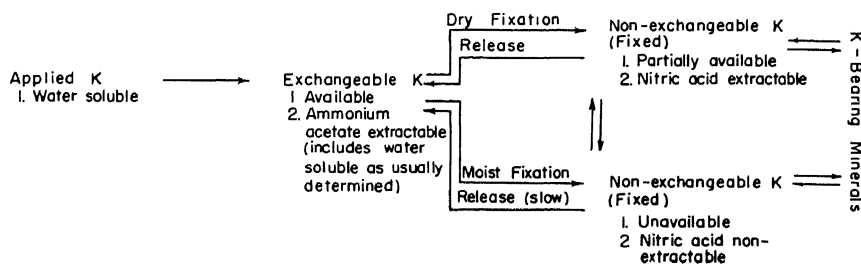 Applied K
1. Water soluble
Exchangeable K
1 Available
2. Ammonium
acetate extractable
(includes water
soluble as usually
determined)
Dry Fixation
Release
Non-exchangeable K
(Fixed)
1. Partially available
2. Nitric acid extractable
Moist Fixation
Release (slow)
Non-exchangeable K
(Fixed)
1. Unavailable
2 Nitric acid non-
extractable
K-Bearing Minerals